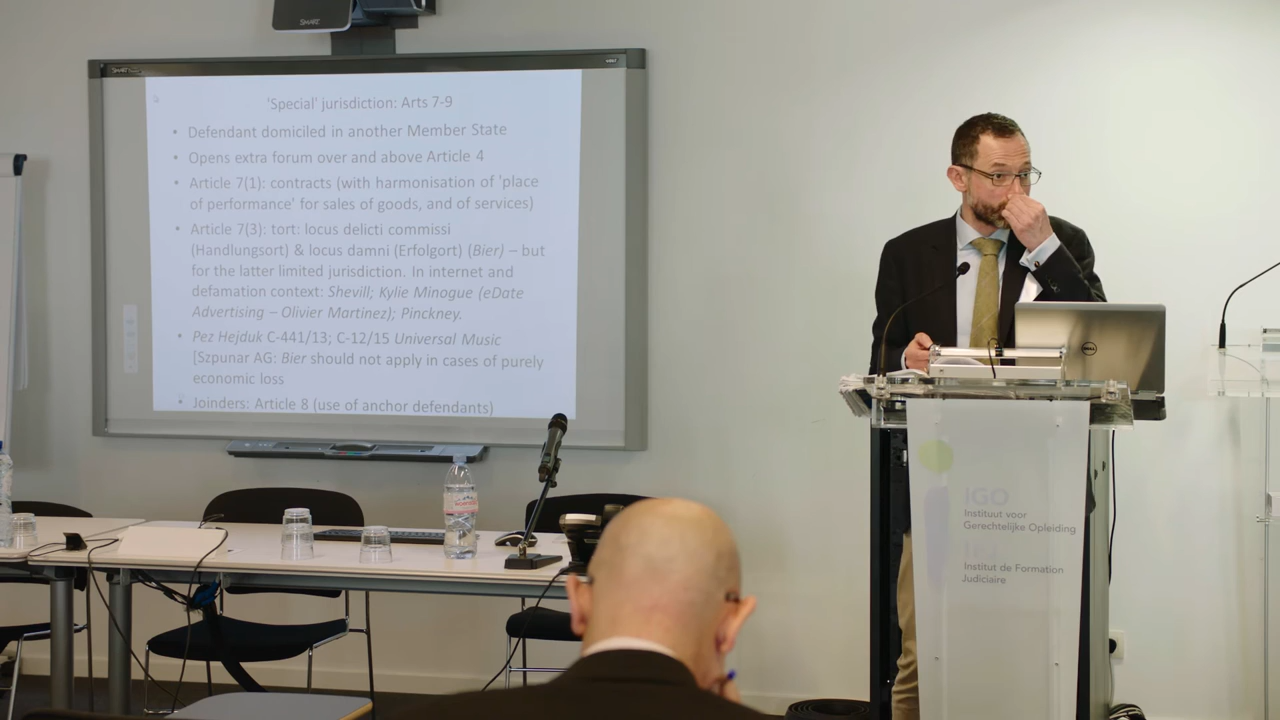 SMART
SMART
'Special' jurisdiction: Arts 7-9
• Defendant domiciled in another Member State
• Opens extra forum over and above Article 4
• Article 7(1): contracts (with harmonisation of 'place
of performance' for sales of goods, and of services)
• Article 7(3): tort: locus delicti commissi
(Handlungsort) & locus damni (Erfolgort) (Bier) – but
for the latter limited jurisdiction. In internet and
defamation context: Shevill; Kylie Minogue (eDate
Advertising – Olivier Martinez); Pinckney.
• Pez Hejduk C-441/13; C-12/15 Universal Music
[Szpunar AG: Bier should not apply in cases of purely
economic loss
• Joinders: Article 8 (use of anchor defendants)
DELL
IGO
Instituut voor
Gerechtelijke Opleiding
Institut de Formation
Judiciaire